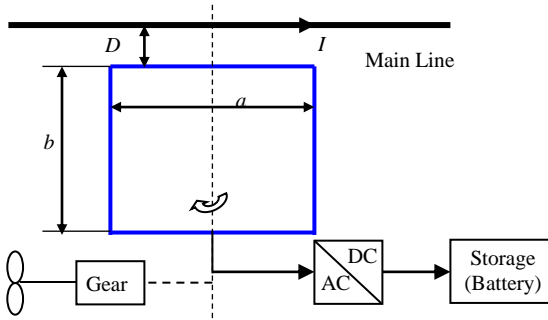 D
I
Main Line
a
b
DC
AC
Storage
(Battery)
Gear